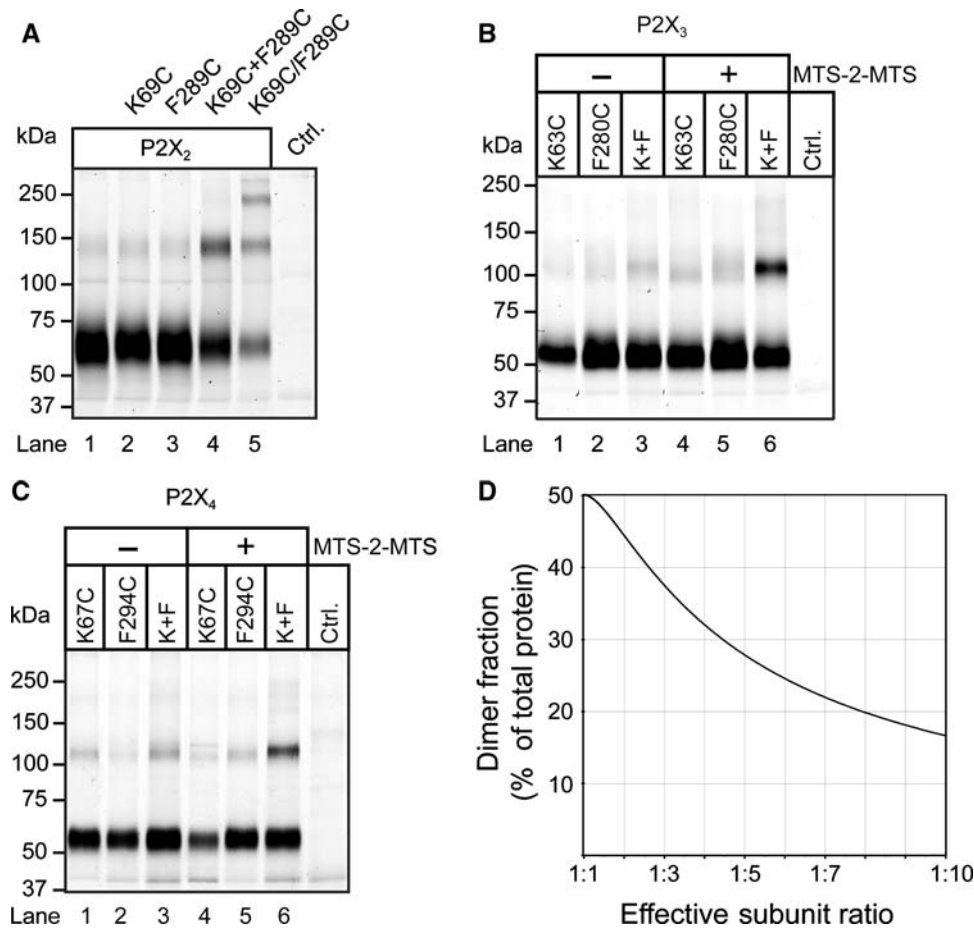 A
K69C
F289C
K69C+F289C
K69C/F289C
kDa
P2X2
Ctrl.
250
150
100
75
50
37
Lane 1 2 3 4 5
B
P2X3
− + MTS-2-MTS
kDa
K63C F280C K+F K63C F280C K+F Ctrl.
250
150
100
75
50
37
Lane 1 2 3 4 5 6
C
P2X4
− + MTS-2-MTS
kDa
K67C F294C K+F K67C F294C K+F Ctrl.
250
150
100
75
50
37
Lane 1 2 3 4 5 6
D
Dimer fraction
(% of total protein)
50
40
30
20
10
1:1 1:3 1:5 1:7 1:10
Effective subunit ratio